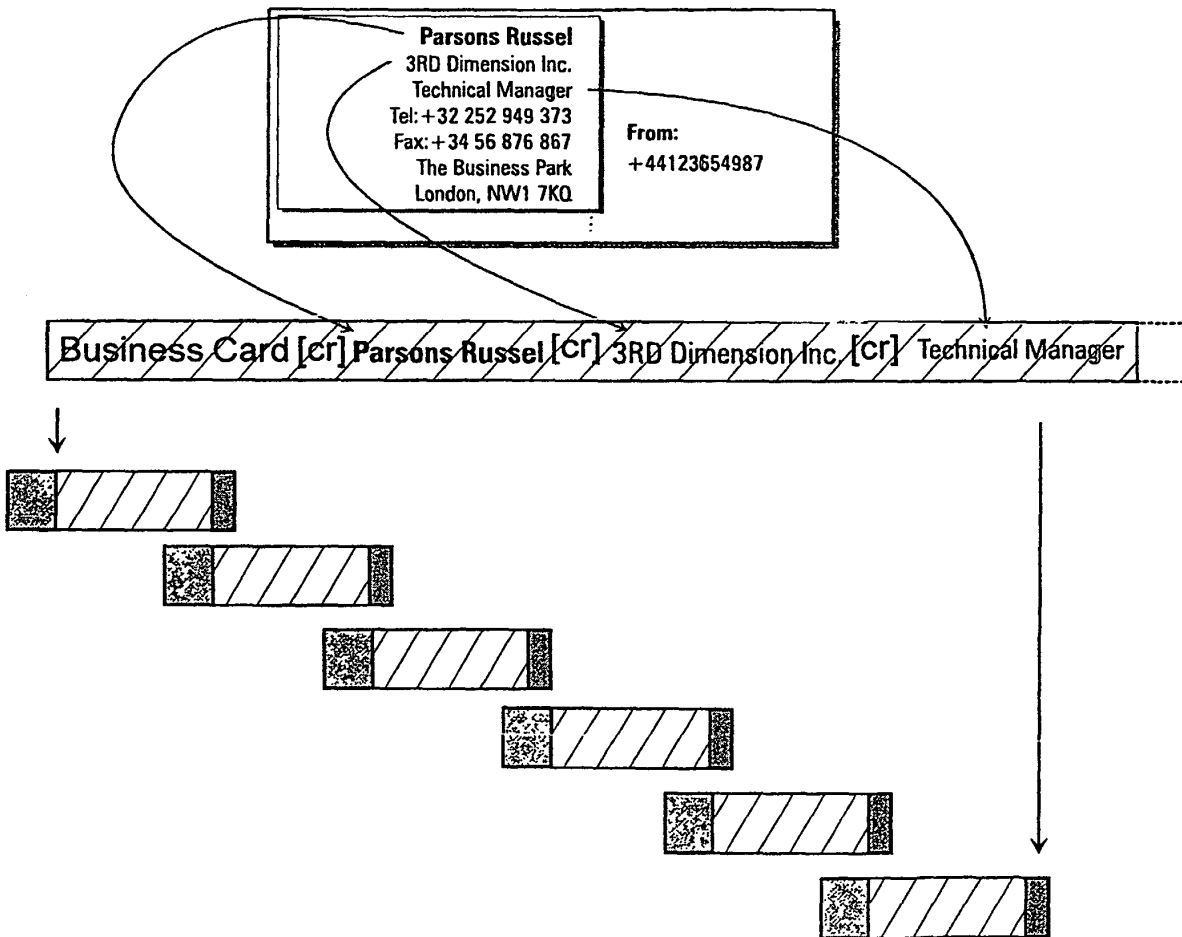 Parsons Russel
3RD Dimension Inc.
Technical Manager
Tel:+32 252 949 373
Fax:+34 56 876 867
The Business Park
London, NW1 7KQ
From:
+44123654987
Business Card [cr] Parsons Russel [cr] 3RD Dimension Inc. [cr] Technical Manager